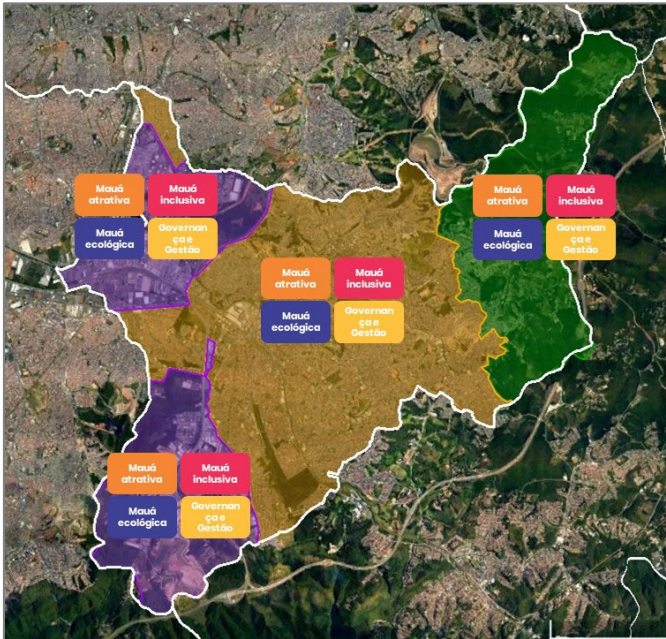 Mauá
atrativa
Mauá
inclusiva
Mauá
ecológica
Governan
ça e
Gestão
Mauá
atrativa
Mauá
inclusiva
Mauá
ecológica
Governan
ça e
Gestão
Mauá
atrativa
Mauá
inclusiva
Mauá
ecológica
Governan
ça e
Gestão
Mauá
atrativa
Mauá
inclusiva
Mauá
ecológica
Governan
ça e
Gestão